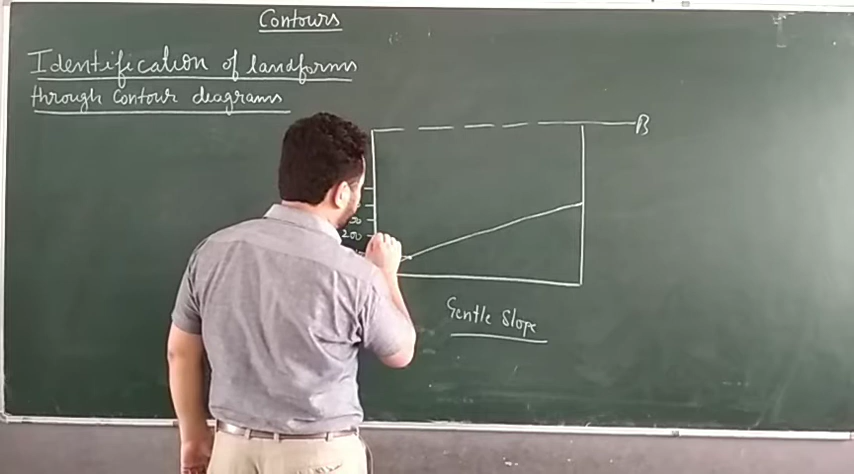 Contours
Identification of landforms
through Contour diagrams
B
200
Gentle Slope